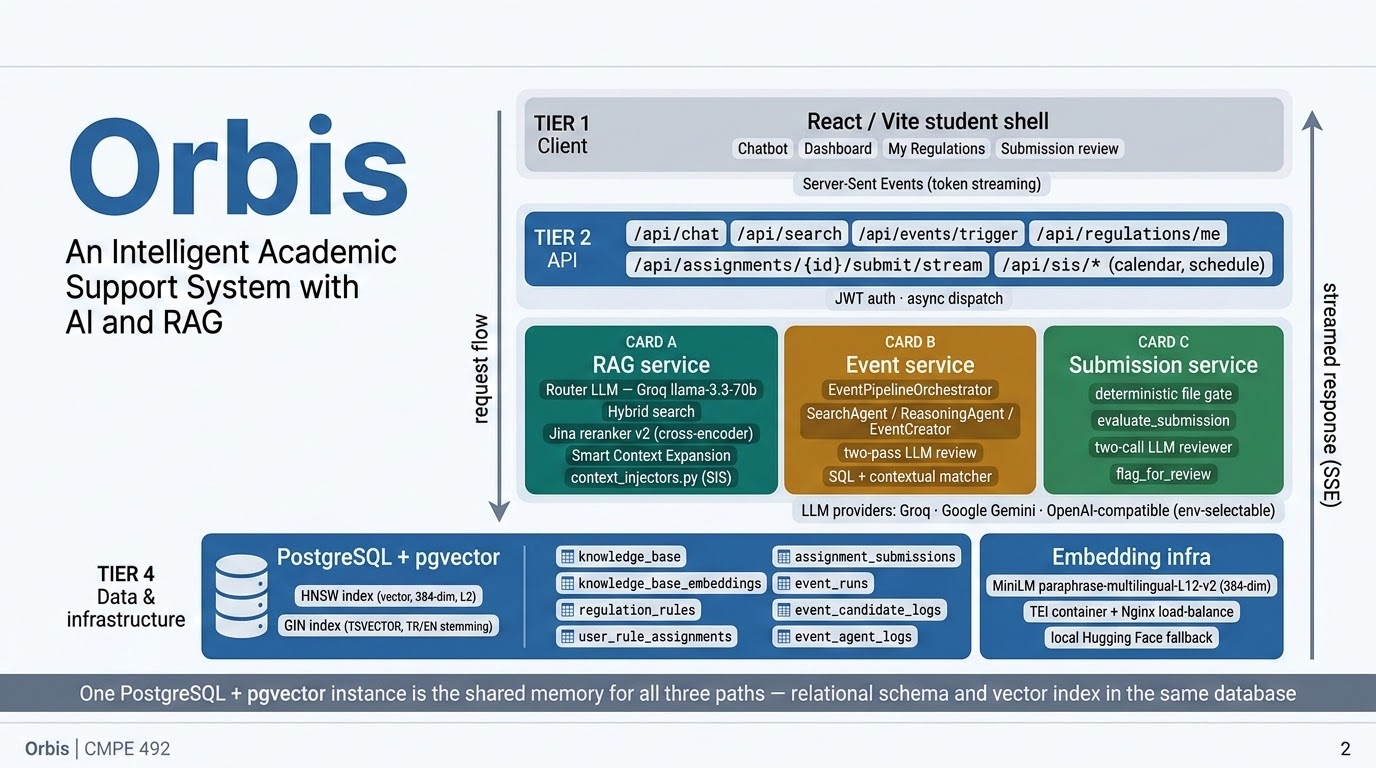 Orbis
An Intelligent Academic
Support System with
AI and RAG
request flow
TIER 1
Client
React / Vite student shell
Chatbot Dashboard My Regulations Submission review
Server-Sent Events (token streaming)
TIER 2
API
/api/chat /api/search /api/events/trigger /api/regulations/me
/api/assignments/{id}/submit/stream /api/sis/* (calendar, schedule)
JWT auth · async dispatch
CARD A
RAG service
Router LLM — Groq llama-3.3-70b
Hybrid search
Jina reranker v2 (cross-encoder)
Smart Context Expansion
context_injectors.py (SIS)
CARD B
Event service
EventPipelineOrchestrator
SearchAgent / ReasoningAgent /
EventCreator
two-pass LLM review
SQL + contextual matcher
CARD C
Submission service
deterministic file gate
evaluate_submission
two-call LLM reviewer
flag_for_review
LLM providers: Groq · Google Gemini · OpenAI-compatible (env-selectable)
streamed response (SSE)
TIER 4
Data &
infrastructure
PostgreSQL + pgvector
HNSW index (vector, 384-dim, L2)
GIN index (TSVECTOR, TR/EN stemming)
knowledge_base
knowledge_base_embeddings
regulation_rules
user_rule_assignments
assignment_submissions
event_runs
event_candidate_logs
event_agent_logs
Embedding infra
MiniLM paraphrase-multilingual-L12-v2 (384-dim)
TEI container + Nginx load-balance
local Hugging Face fallback
One PostgreSQL + pgvector instance is the shared memory for all three paths — relational schema and vector index in the same database
Orbis | CMPE 492
2